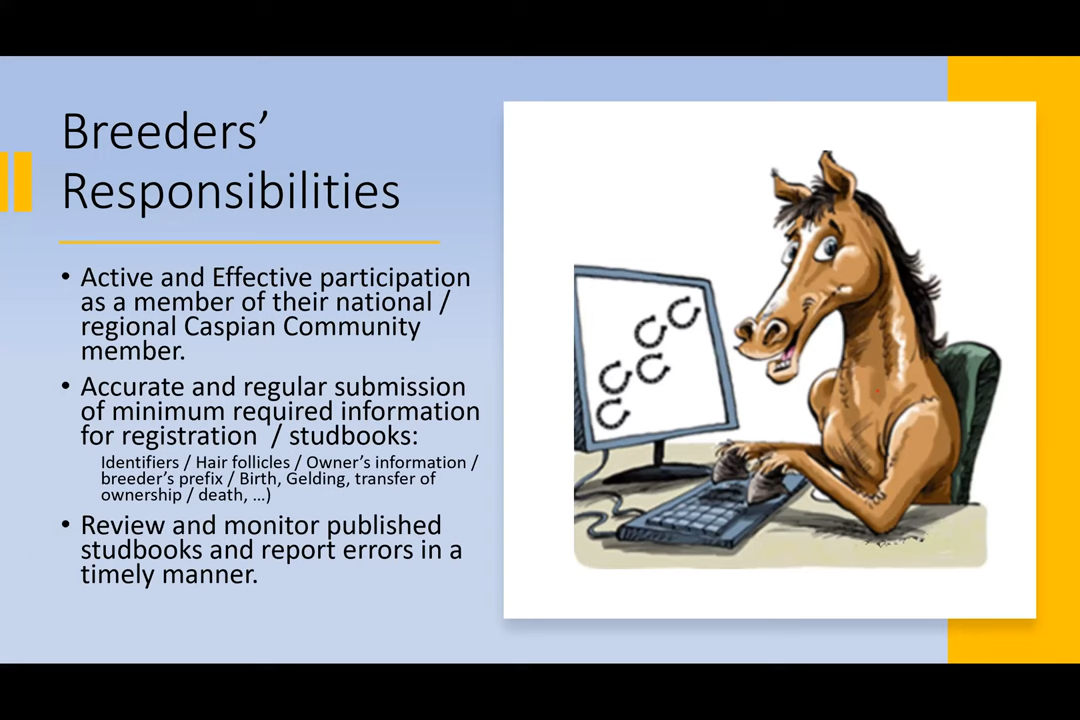 Breeders’
Responsibilities
• Active and Effective participation
as a member of their national /
regional Caspian Community
member.
• Accurate and regular submission
of minimum required information
for registration  / studbooks:
Identifiers / Hair follicles / Owner’s information /
breeder’s prefix / Birth, Gelding, transfer of
ownership / death, …)
• Review and monitor published
studbooks and report errors in a
timely manner.